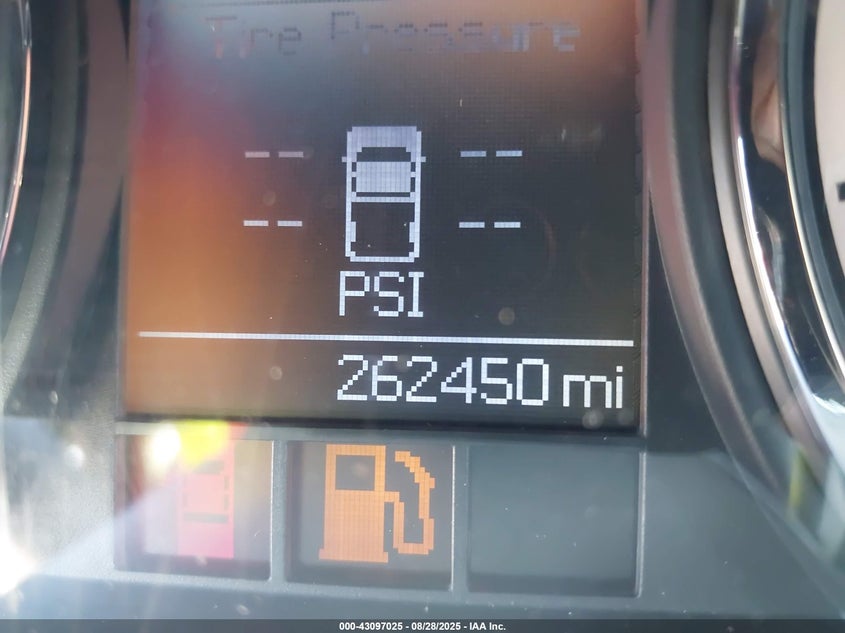 Tire Pressure
-- --
-- --
PSI
262450 mi
000-43097025 - 08/28/2025 - IAA Inc.